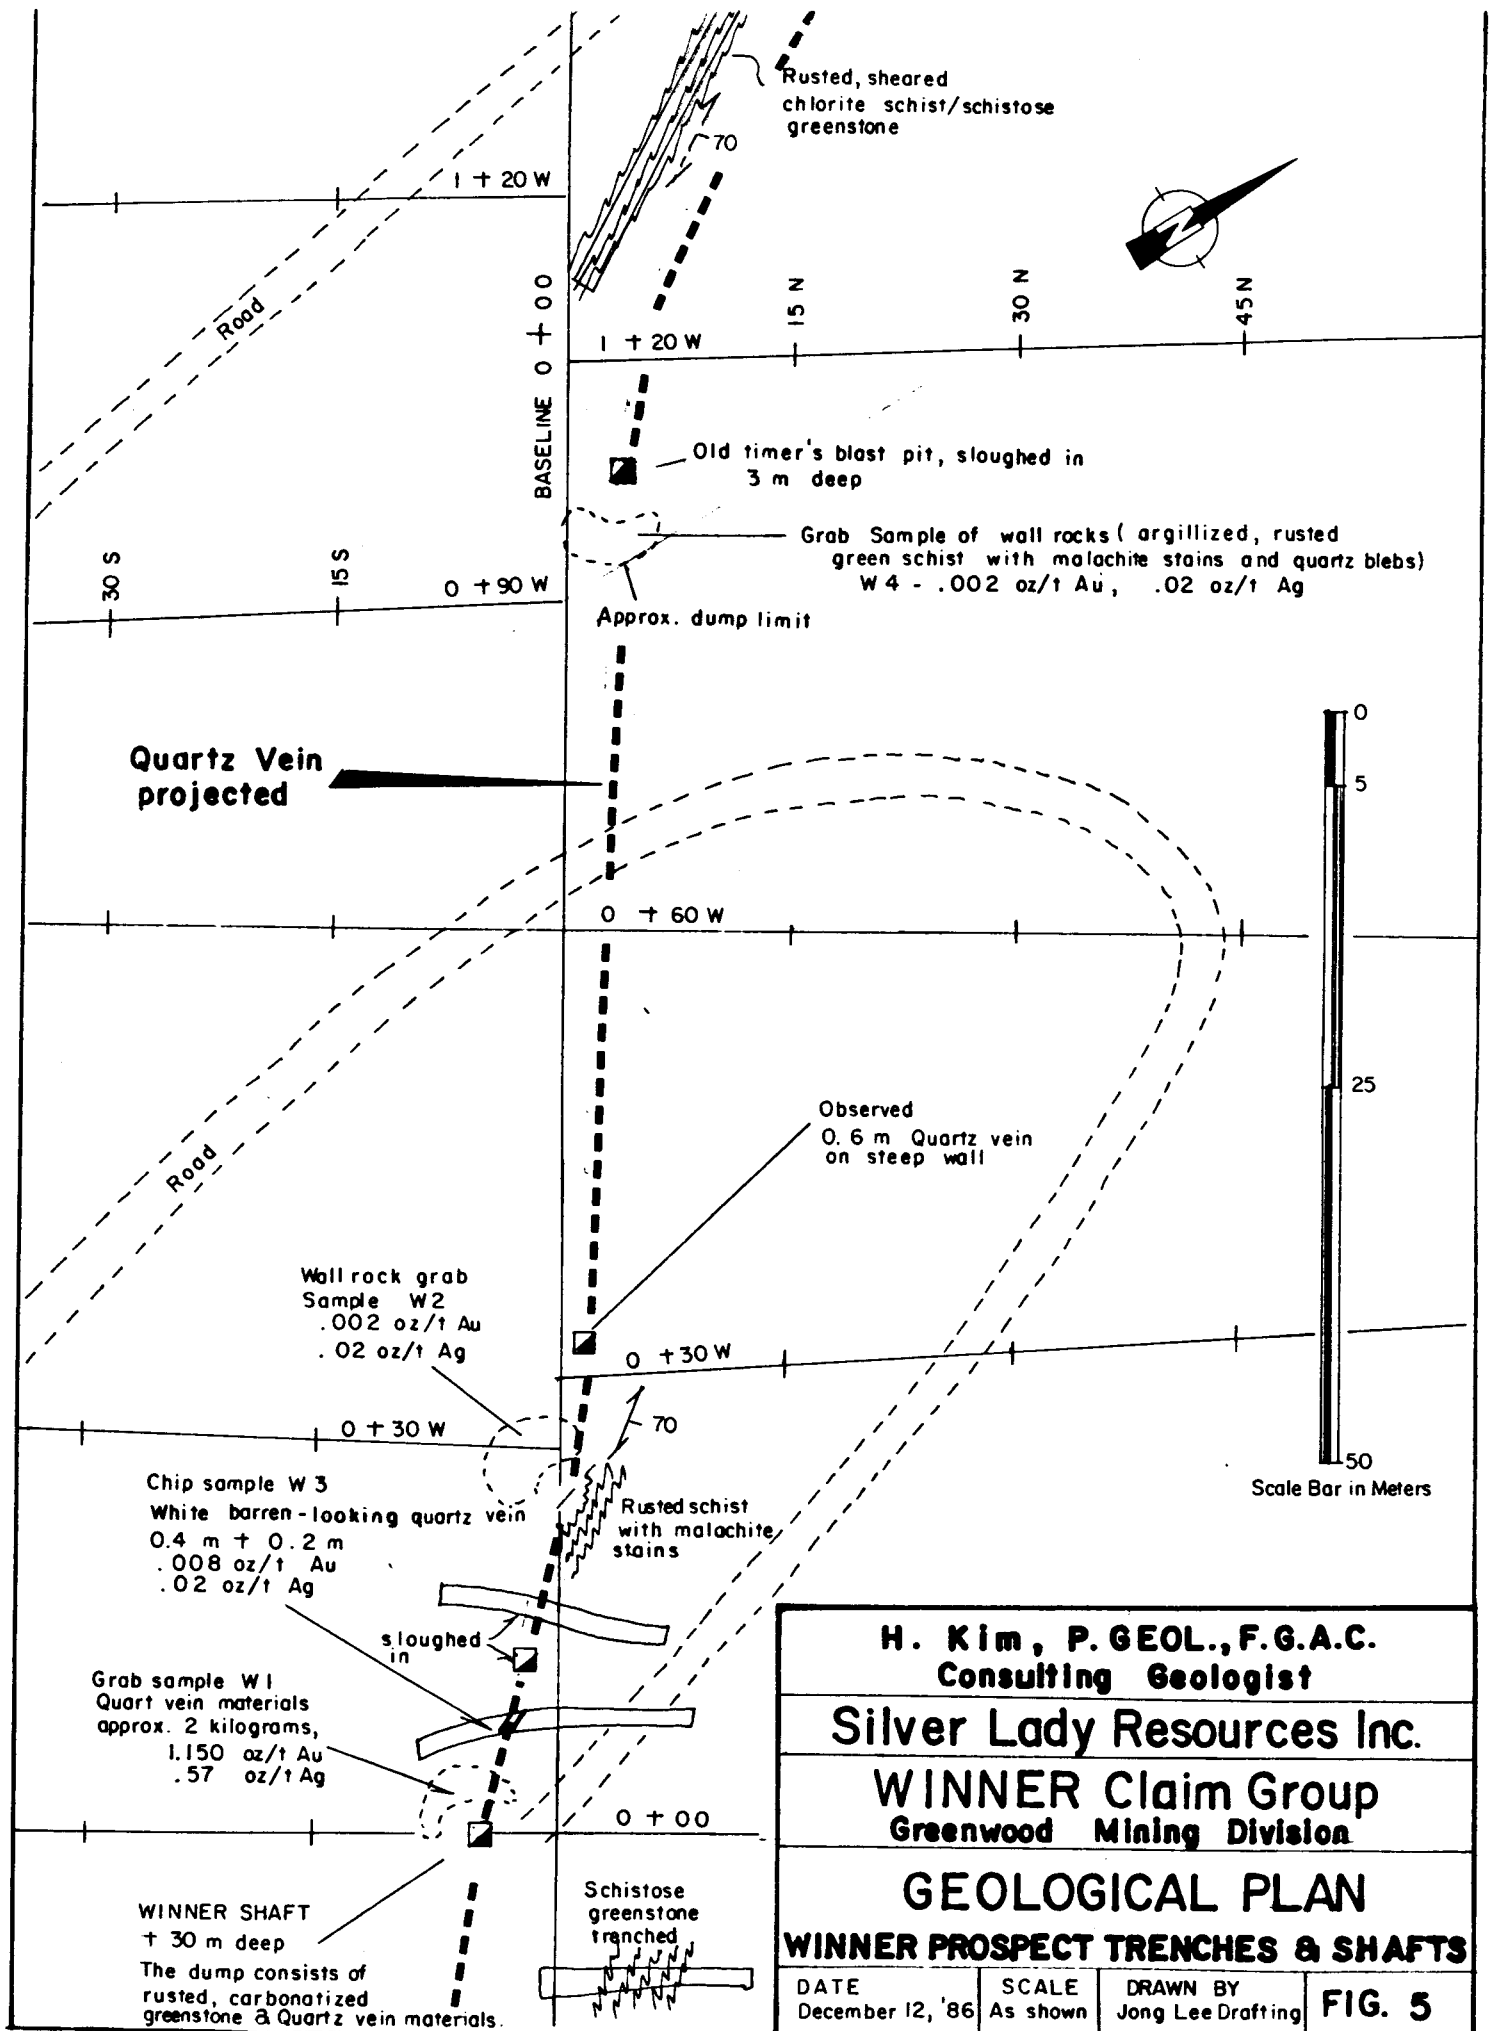 Rusted, sheared
chlorite schist/schistose
greenstone
70
1 + 20 W
Road
BASELINE 0 + 00
15 N
30 N
45 N
N
1 + 20 W
Old timer's blast pit, sloughed in
3 m deep
Grab Sample of wall rocks ( argillized, rusted
green schist with malachite stains and quartz blebs)
W 4 - .002 oz/t Au, .02 oz/t Ag
30 S
15 S
0 + 90 W
Approx. dump limit
Quartz Vein
projected
0
5
25
50
Scale Bar in Meters
0 + 60 W
Road
Observed
0.6 m Quartz vein
on steep wall
Wall rock grab
Sample W2
.002 oz/t Au
.02 oz/t Ag
0 + 30 W
0 + 30 W
70
Chip sample W 3
White barren-looking quartz vein
0.4 m + 0.2 m
.008 oz/t Au
.02 oz/t Ag
Rusted schist
with malachite
stains
sloughed
in
Grab sample W1
Quart vein materials
approx. 2 kilograms,
1.150 oz/t Au
.57 oz/t Ag
0 + 00
WINNER SHAFT
+ 30 m deep
The dump consists of
rusted, carbonatized
greenstone & Quartz vein materials.
Schistose
greenstone
trenched
H. Kim, P. GEOL., F.G.A.C.
Consulting Geologist
Silver Lady Resources Inc.
WINNER Claim Group
Greenwood Mining Division
GEOLOGICAL PLAN
WINNER PROSPECT TRENCHES & SHAFTS
DATE
December 12, '86
SCALE
As shown
DRAWN BY
Jong Lee Drafting
FIG. 5